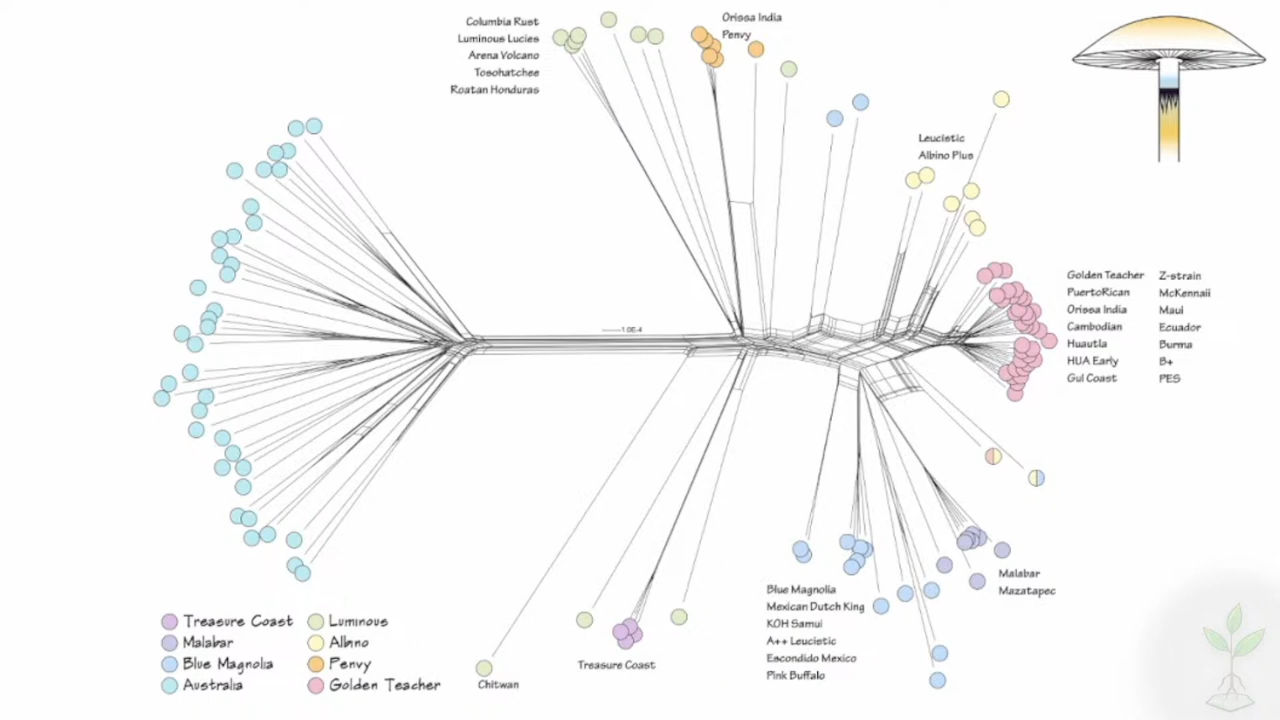 Columbia Rust
Luminous Lucies
Arena Volcano
Tosohatchee
Roatan Honduras
Orissa India
Penvy
Leucistic
Albino Plus
Golden Teacher
PuertoRican
Orissa India
Cambodian
Huautla
HUA Early
Gul Coast
Z-strain
McKennaii
Maui
Ecuador
Burma
B+
PES
1.0E-4
Malabar
Mazatapec
Blue Magnolia
Mexican Dutch King
KOH Samui
A++ Leucistic
Escondido Mexico
Pink Buffalo
Treasure Coast
Chitwan
Treasure Coast
Malabar
Blue Magnolia
Australia
Luminous
Albino
Penvy
Golden Teacher